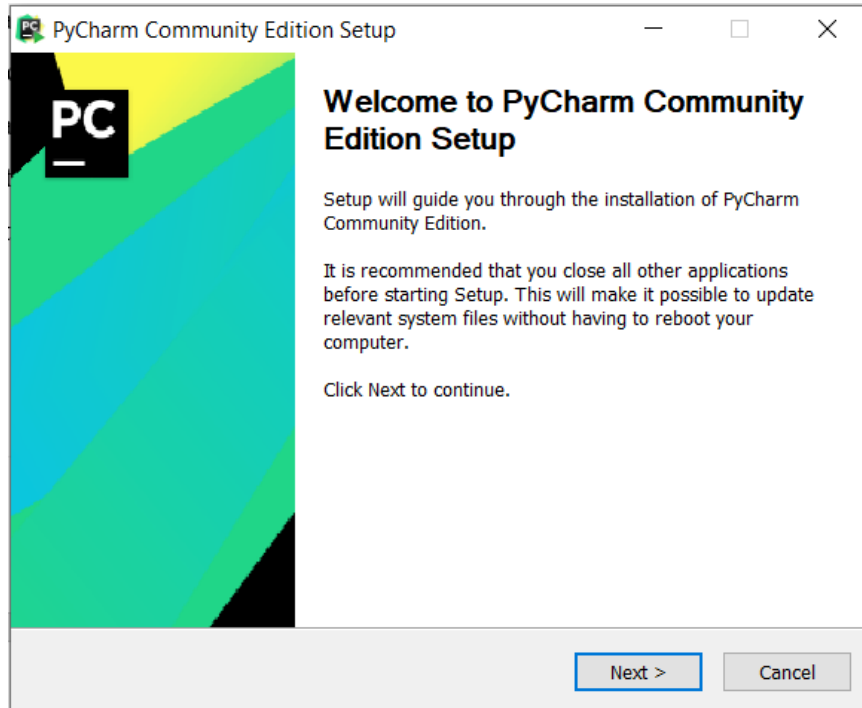 PC PyCharm Community Edition Setup
PC
Welcome to PyCharm Community
Edition Setup
Setup will guide you through the installation of PyCharm
Community Edition.
It is recommended that you close all other applications
before starting Setup. This will make it possible to update
relevant system files without having to reboot your
computer.
Click Next to continue.
Next > Cancel